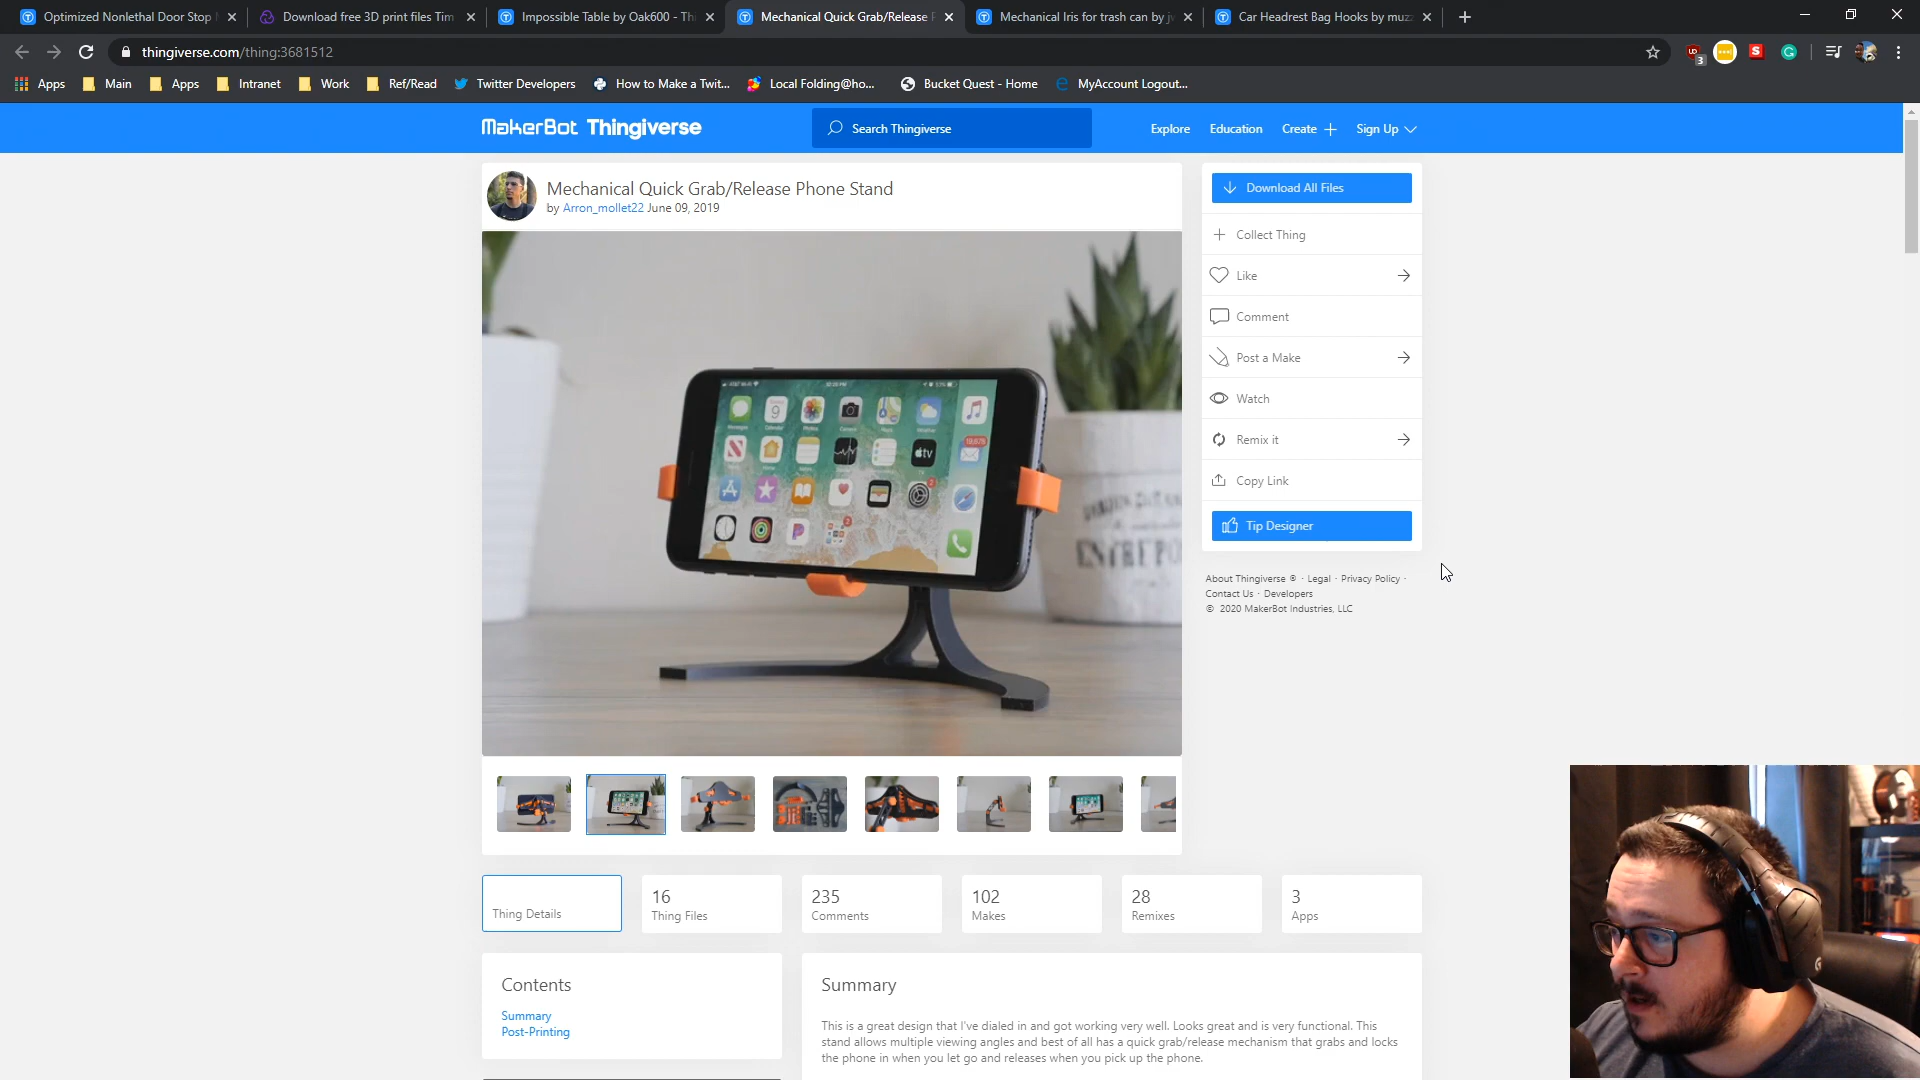 Optimized Nonlethal Door Stop
Download free 3D print files Tim
Impossible Table by Oak600 - Thi
Mechanical Quick Grab/Release P
Mechanical Iris for trash can by jv
Car Headrest Bag Hooks by muz
thingiverse.com/thing:3681512
3
Apps
Main
Apps
Intranet
Work
Ref/Read
Twitter Developers
How to Make a Twit...
Local Folding@ho...
Bucket Quest - Home
MyAccount Logout...
MakerBot Thingiverse
Search Thingiverse
Explore
Education
Create
Sign Up
Mechanical Quick Grab/Release Phone Stand
by Arron_mollet22 June 09, 2019
Download All Files
Collect Thing
Like
Comment
Post a Make
Watch
Remix it
Copy Link
Tip Designer
About Thingiverse ® · Legal · Privacy Policy ·
Contact Us · Developers
© 2020 MakerBot Industries, LLC
Thing Details
16
Thing Files
235
Comments
102
Makes
28
Remixes
3
Apps
Contents
Summary
Post-Printing
Summary
This is a great design that I've dialed in and got working very well. Looks great and is very functional. This
stand allows multiple viewing angles and best of all has a quick grab/release mechanism that grabs and locks
the phone in when you let go and releases when you pick up the phone.